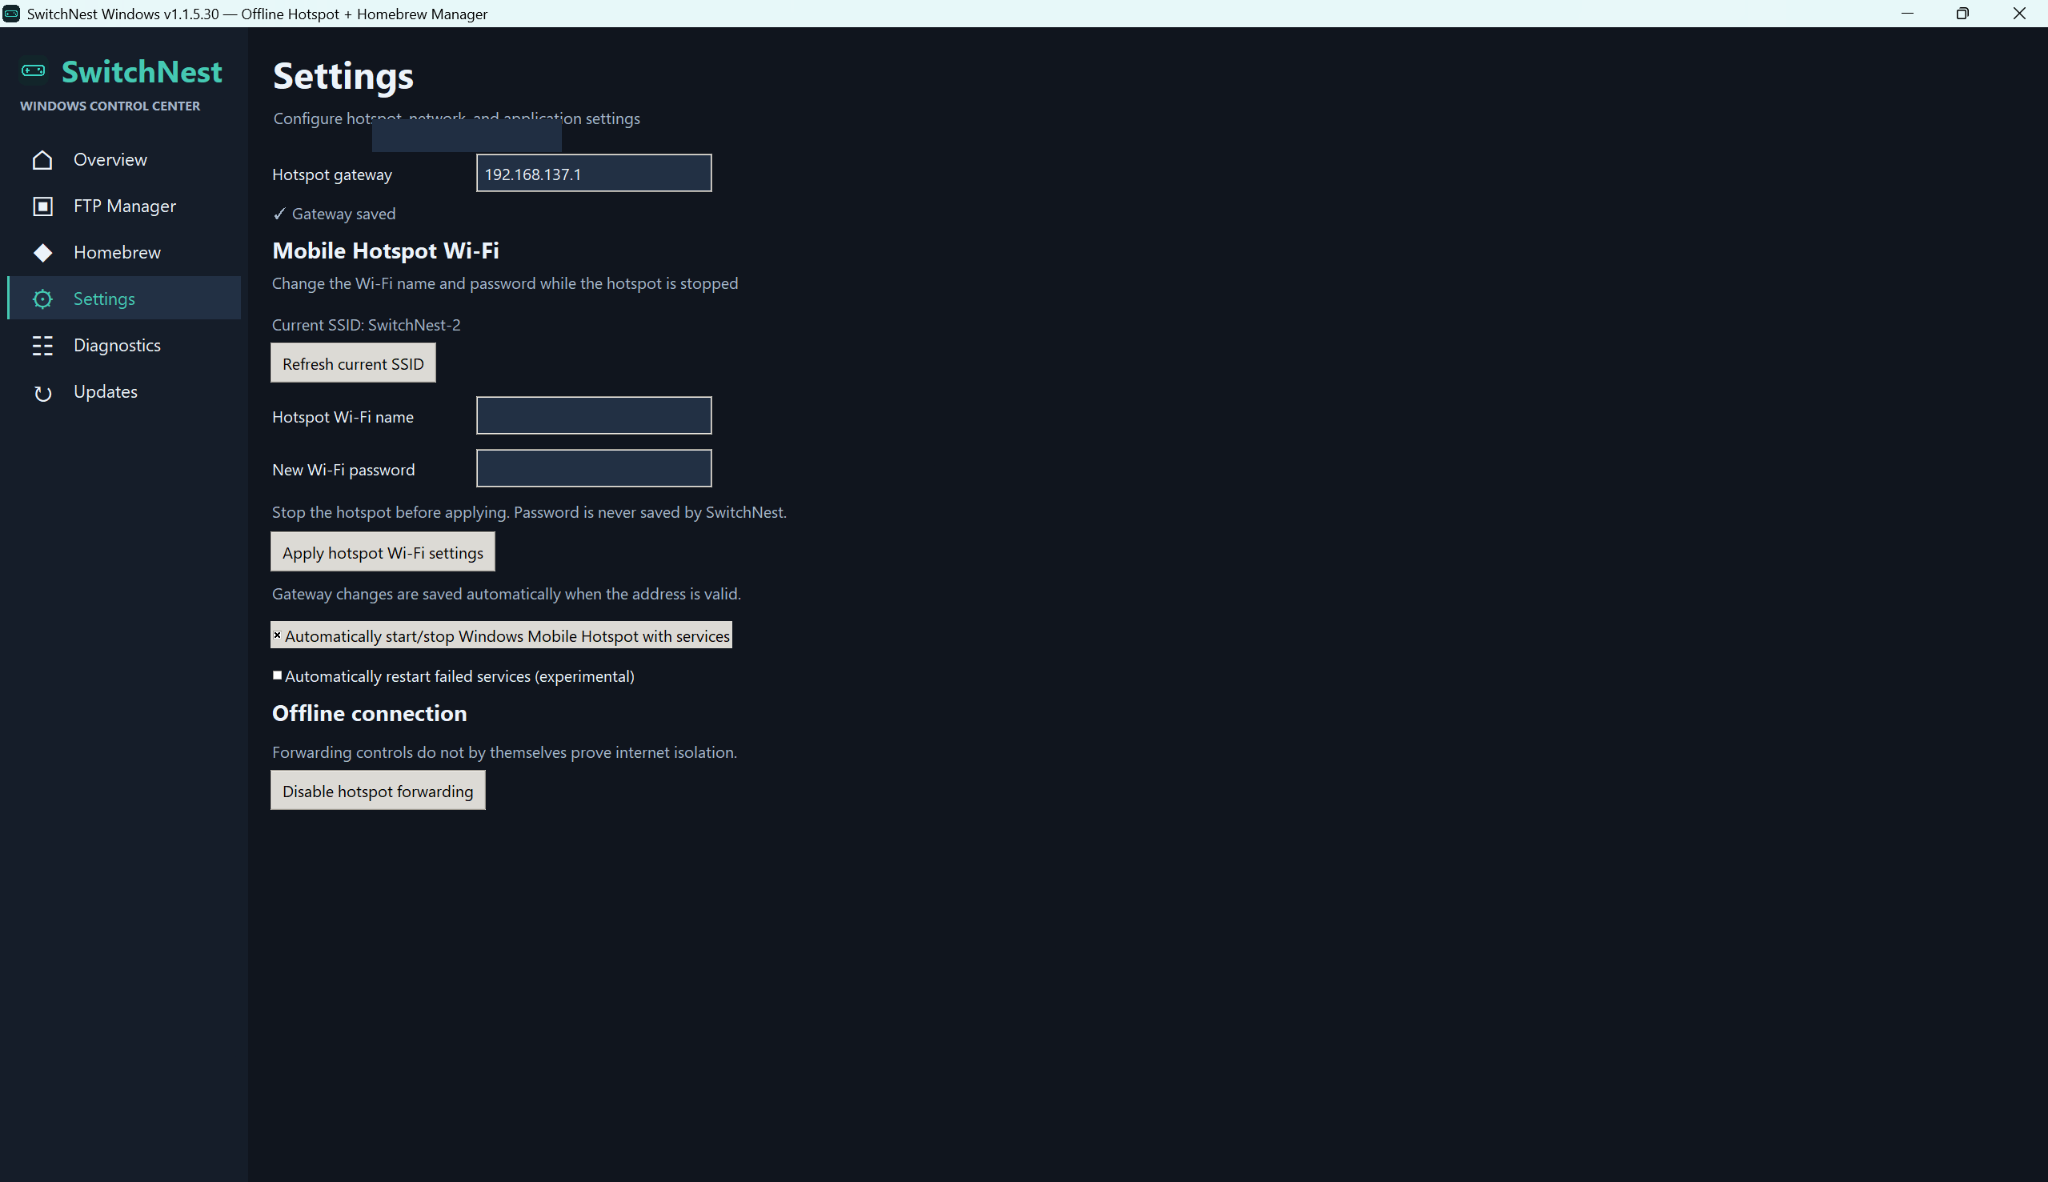 SwitchNest Windows v1.1.5.30 — Offline Hotspot + Homebrew Manager
SwitchNest
WINDOWS CONTROL CENTER
Overview
FTP Manager
Homebrew
Settings
Diagnostics
Updates
Settings
Configure hotspot, network, and application settings
Hotspot gateway 192.168.137.1
✓ Gateway saved
Mobile Hotspot Wi-Fi
Change the Wi-Fi name and password while the hotspot is stopped
Current SSID: SwitchNest-2
Refresh current SSID
Hotspot Wi-Fi name
New Wi-Fi password
Stop the hotspot before applying. Password is never saved by SwitchNest.
Apply hotspot Wi-Fi settings
Gateway changes are saved automatically when the address is valid.
Automatically start/stop Windows Mobile Hotspot with services
Automatically restart failed services (experimental)
Offline connection
Forwarding controls do not by themselves prove internet isolation.
Disable hotspot forwarding